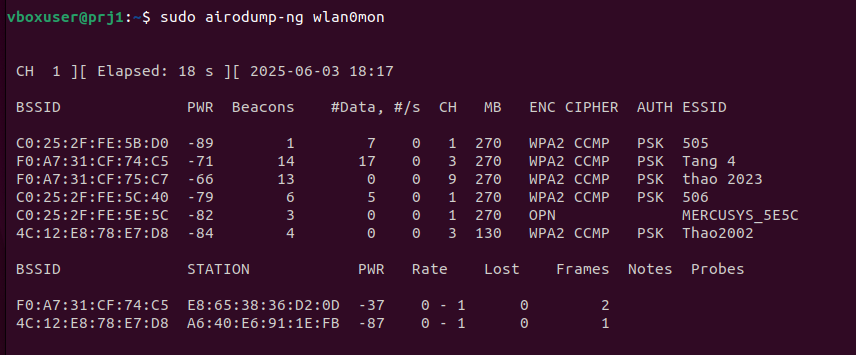 vboxuser@prj1:~$ sudo airodump-ng wlan0mon
CH  1 ][ Elapsed: 18 s ][ 2025-06-03 18:17
BSSID              PWR  Beacons    #Data, #/s  CH   MB   ENC CIPHER  AUTH ESSID
C0:25:2F:FE:5B:D0  -89        1        7    0   1  270   WPA2 CCMP   PSK  505
F0:A7:31:CF:74:C5  -71       14       17    0   3  270   WPA2 CCMP   PSK  Tang 4
F0:A7:31:CF:75:C7  -66       13        0    0   9  270   WPA2 CCMP   PSK  thao 2023
C0:25:2F:FE:5C:40  -79        6        5    0   1  270   WPA2 CCMP   PSK  506
C0:25:2F:FE:5E:5C  -82        3        0    0   1  270   OPN              MERCUSYS_5E5C
4C:12:E8:78:E7:D8  -84        4        0    0   3  130   WPA2 CCMP   PSK  Thao2002
BSSID              STATION            PWR   Rate    Lost    Frames  Notes  Probes
F0:A7:31:CF:74:C5  E8:65:38:36:D2:0D  -37    0 - 1      0        2
4C:12:E8:78:E7:D8  A6:40:E6:91:1E:FB  -87    0 - 1      0        1